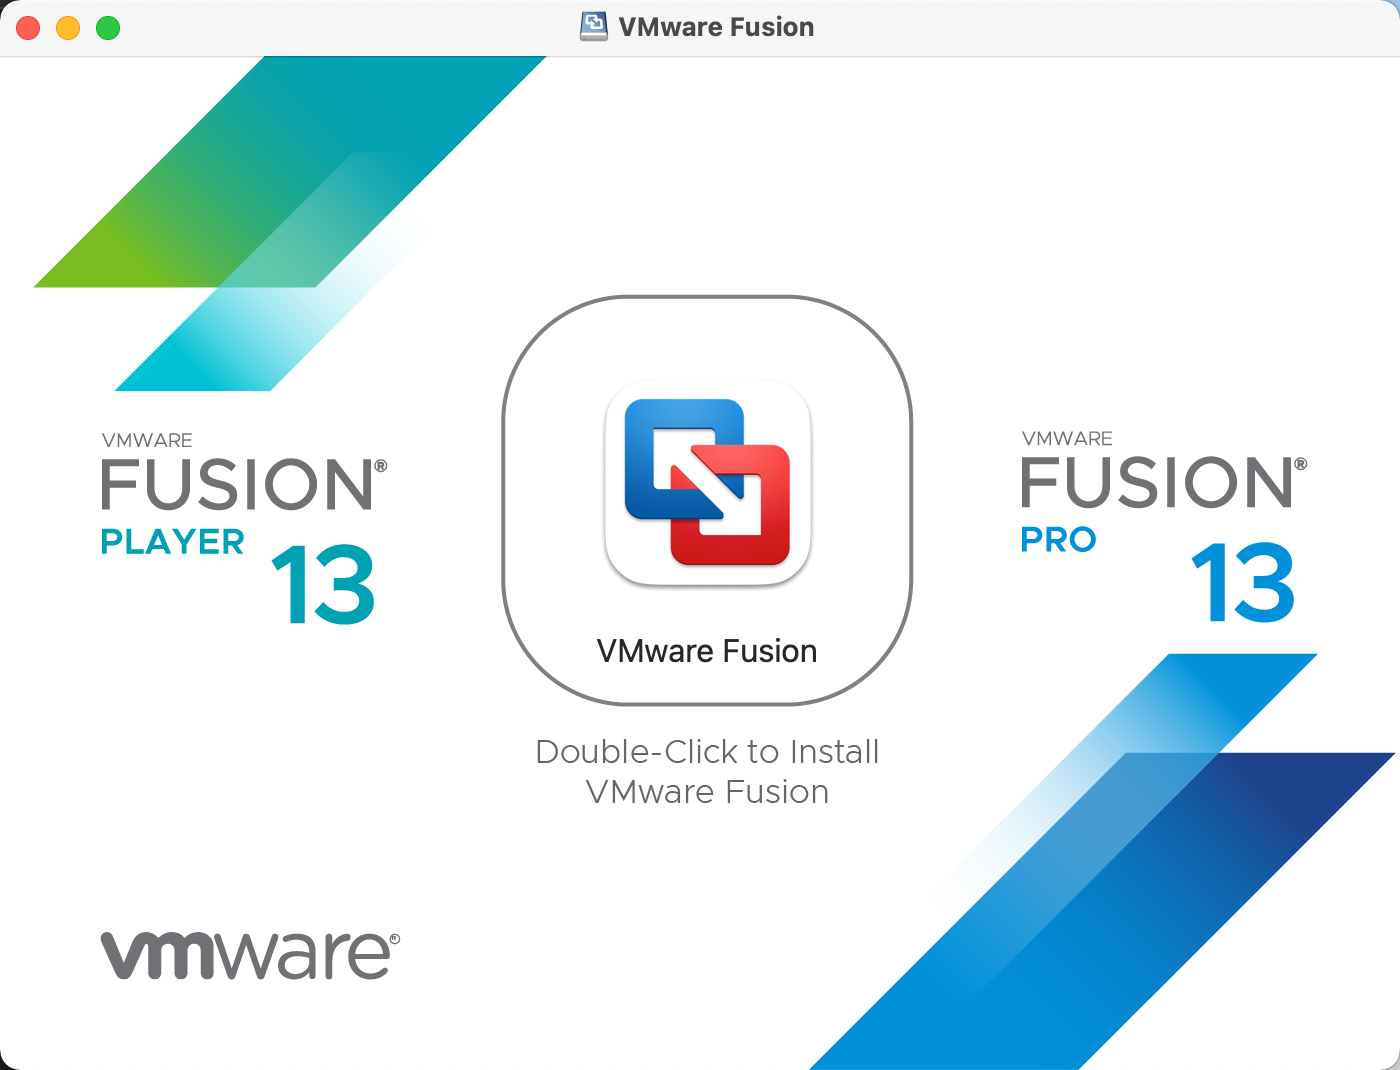 VMware Fusion
VMWARE
FUSION®
PLAYER
13
VMware Fusion
Double-Click to Install
VMware Fusion
VMWARE
FUSION®
PRO
13
vmware®